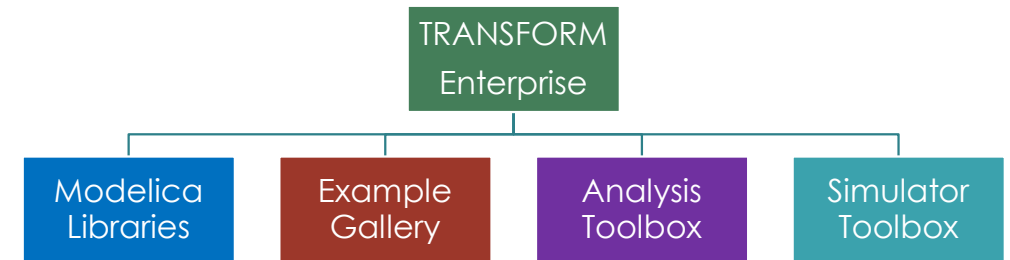 TRANSFORM
Enterprise
Modelica
Libraries
Example
Gallery
Analysis
Toolbox
Simulator
Toolbox